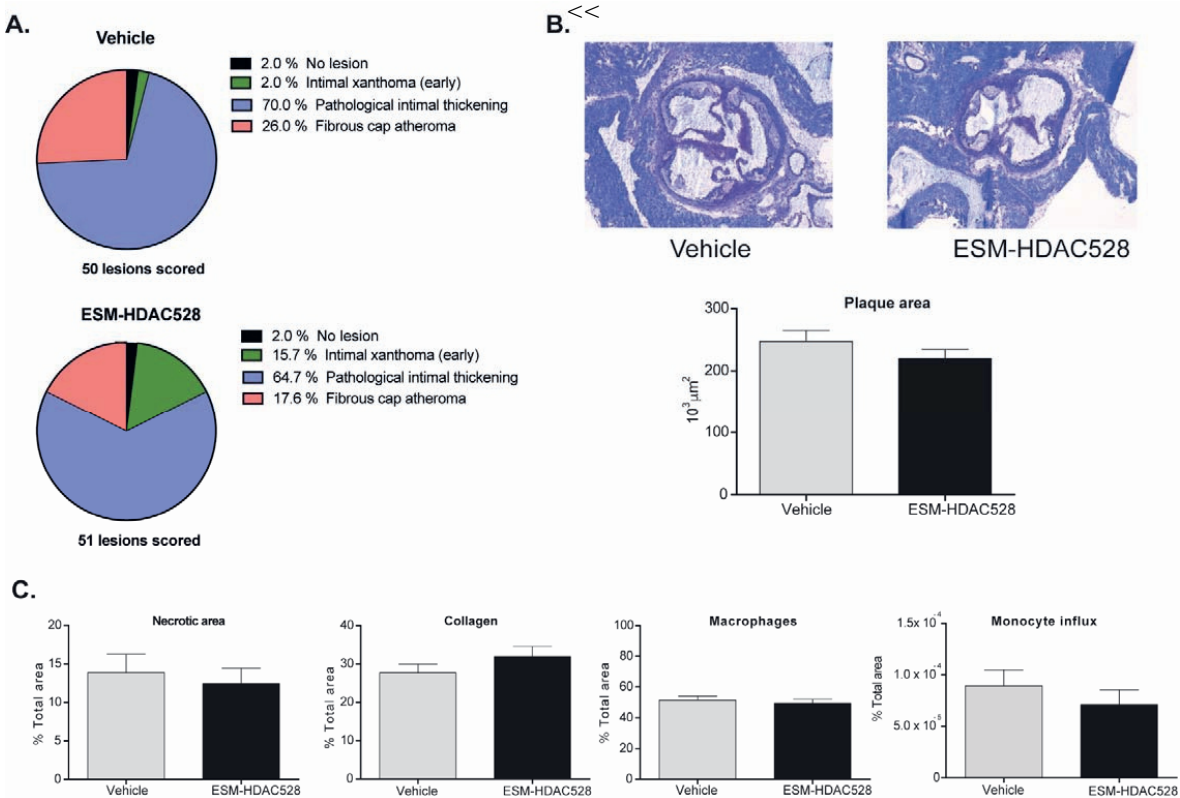 A.
Vehicle
2.0 % No lesion
2.0 % Intimal xanthoma (early)
70.0 % Pathological intimal thickening
26.0 % Fibrous cap atheroma
50 lesions scored
ESM-HDAC528
2.0 % No lesion
15.7 % Intimal xanthoma (early)
64.7 % Pathological intimal thickening
17.6 % Fibrous cap atheroma
51 lesions scored
B.
<<
Vehicle
ESM-HDAC528
Plaque area
300
200
100
0
10³ µm²
Vehicle
ESM-HDAC528
C.
Necrotic area
20
15
10
5
0
% Total area
Vehicle
ESM-HDAC528
Collagen
40
30
20
10
0
% Total area
Vehicle
ESM-HDAC528
Macrophages
100
80
60
40
20
0
% Total area
Vehicle
ESM-HDAC528
Monocyte influx
1.5 x 10⁻⁴
1.0 x 10⁻⁴
5.0 x 10⁻⁵
0
% Total area
Vehicle
ESM-HDAC528